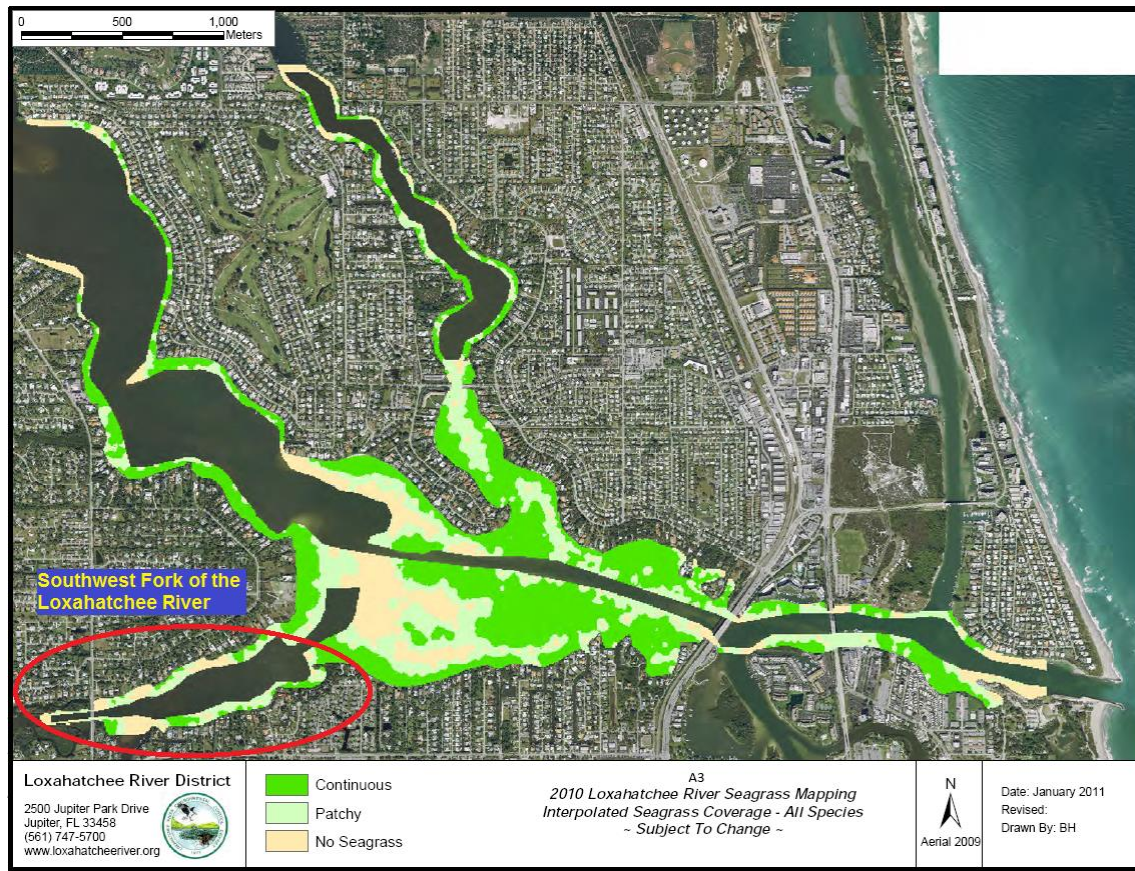 0 500 1,000
Meters
Southwest Fork of the
Loxahatchee River
Loxahatchee River District
2500 Jupiter Park Drive
Jupiter, FL 33458
(561) 747-5700
www.loxahatcheeriver.org
Continuous
Patchy
No Seagrass
A3
2010 Loxahatchee River Seagrass Mapping
Interpolated Seagrass Coverage - All Species
~ Subject To Change ~
N
Aerial 2009
Date: January 2011
Revised:
Drawn By: BH